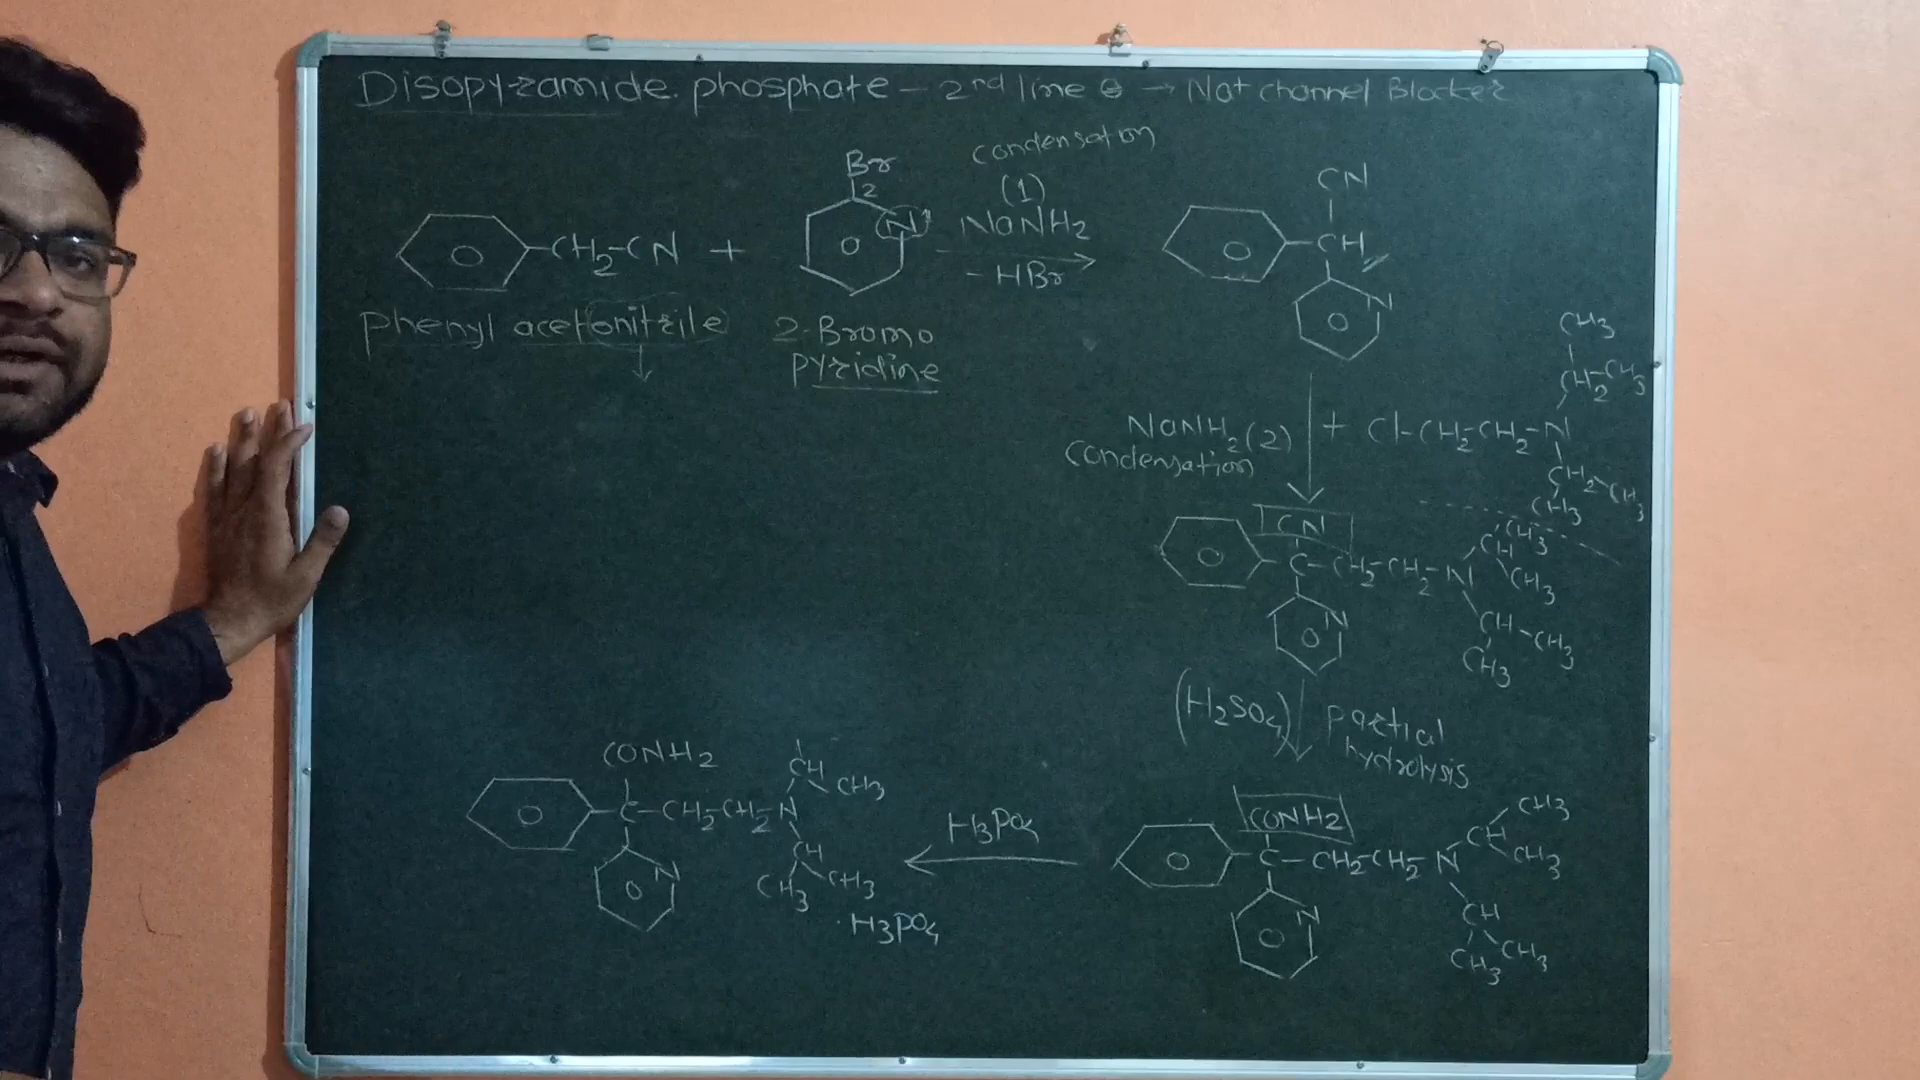 Disopyramide. phosphate – 2nd line → Na+ channel Blocker
condensation
Br
CN
2
(1)
N
NaNH2
CH2-CN +
CH
- HBr
N
Phenyl acetonitrile
2-Bromo
CH3
pyridine
CH2-CH3
NaNH2(2)
+ Cl-CH2-CH2-N
condensation
CH2-CH3
CH3
CN
CH3
CH
C-CH2-CH2-N
CH3
N
CH-CH3
CH3
(H2SO4)
partial
hydrolysis
CONH2
CH
CH3
C-CH2-CH2-N
CH
CH3
CH3
N
.H3PO4
H3PO4
CONH2
CH3
CH
CH3
C-CH2-CH2-N
N
CH
CH3
CH3